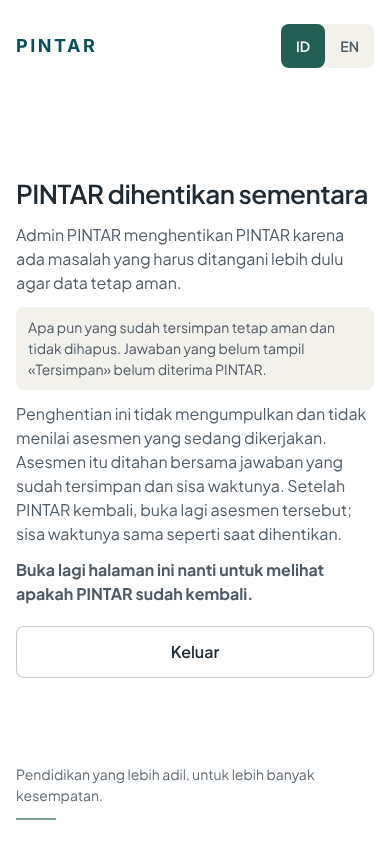 PINTAR
ID
EN
PINTAR dihentikan sementara
Admin PINTAR menghentikan PINTAR karena
ada masalah yang harus ditangani lebih dulu
agar data tetap aman.
Apa pun yang sudah tersimpan tetap aman dan
tidak dihapus. Jawaban yang belum tampil
«Tersimpan» belum diterima PINTAR.
Penghentian ini tidak mengumpulkan dan tidak
menilai asesmen yang sedang dikerjakan.
Asesmen itu ditahan bersama jawaban yang
sudah tersimpan dan sisa waktunya. Setelah
PINTAR kembali, buka lagi asesmen tersebut;
sisa waktunya sama seperti saat dihentikan.
Buka lagi halaman ini nanti untuk melihat
apakah PINTAR sudah kembali.
Keluar
Pendidikan yang lebih adil, untuk lebih banyak
kesempatan.